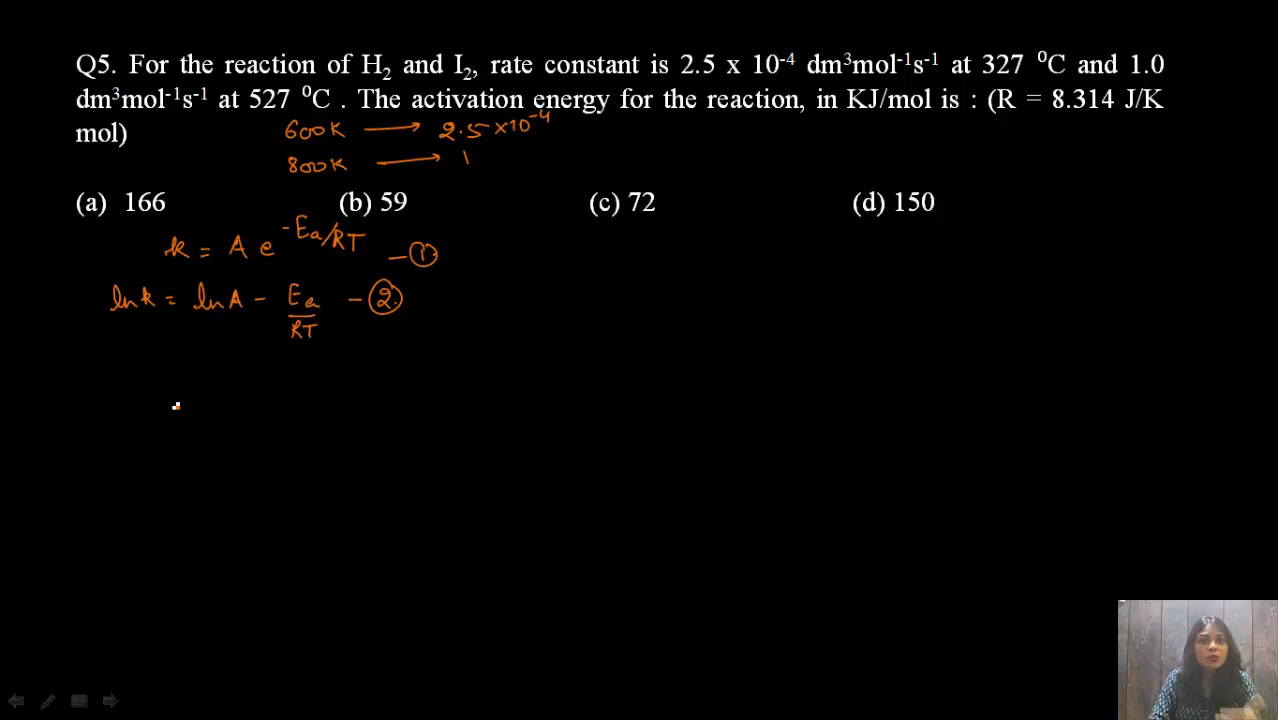 Q5. For the reaction of H₂ and I₂, rate constant is 2.5 x 10⁻⁴ dm³mol⁻¹s⁻¹ at 327 ⁰C and 1.0
dm³mol⁻¹s⁻¹ at 527 ⁰C . The activation energy for the reaction, in KJ/mol is : (R = 8.314 J/K
mol)
600K → 2.5 ×10⁻⁴
800K → 1
(a) 166 (b) 59 (c) 72 (d) 150
k = A e^(-Ea/RT) – ①
lnk = lnA – Ea/RT – ②.